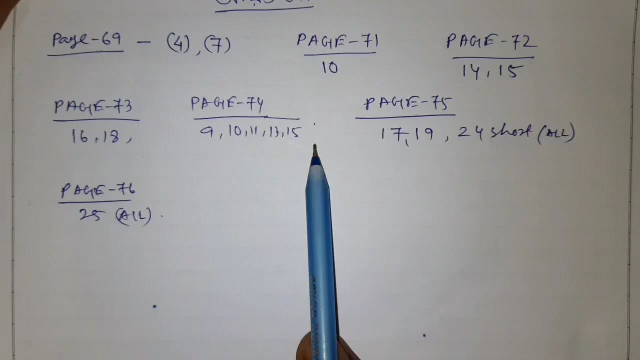 Page-69 - (4), (7)
PAGE-71
10
PAGE-72
14, 15
PAGE-73
16, 18,
PAGE-74
9, 10, 11, 13, 15
PAGE-75
17, 19, 24 short (ALL)
PAGE-76
25 (ALL).